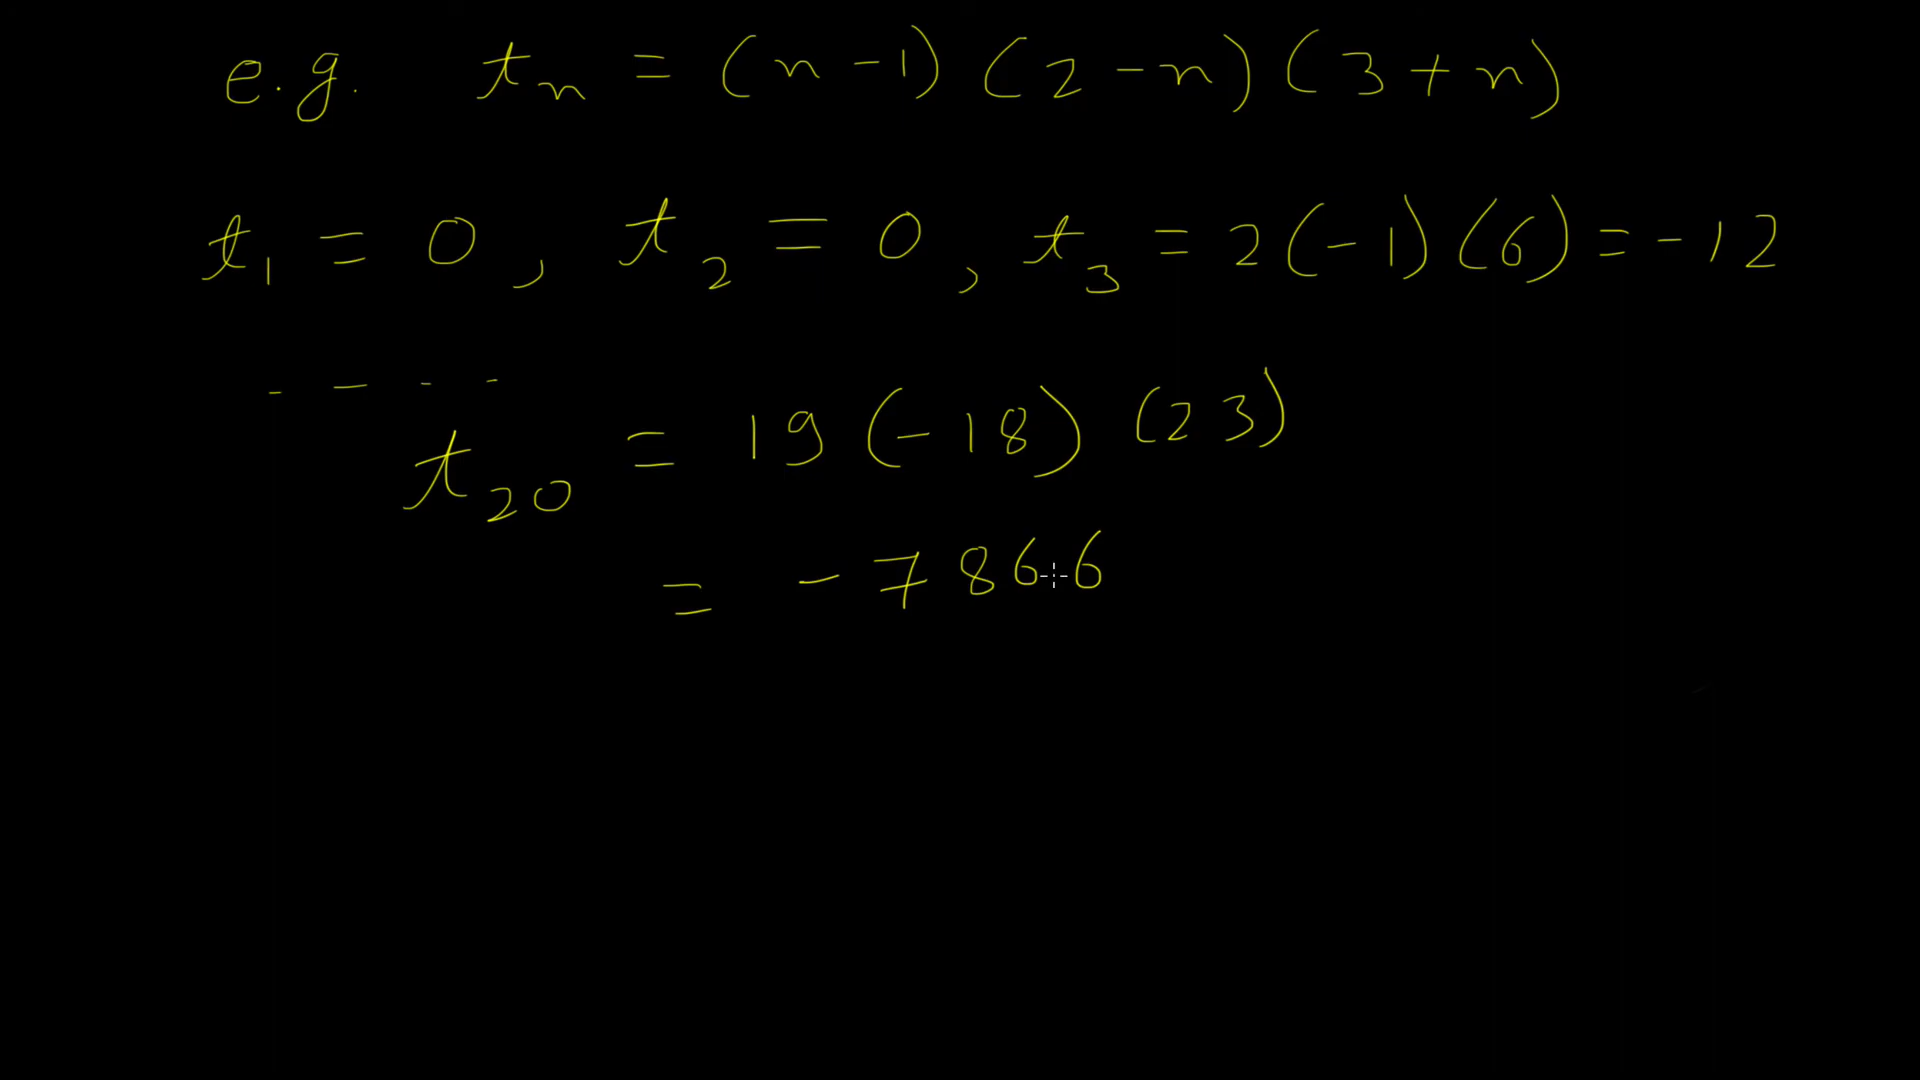 e.g. tₙ = (n-1) (2-n) (3+n)
t₁ = 0, t₂ = 0, t₃ = 2(-1)(6) = -12
- - - -
t₂₀ = 19(-18) (23)
= -7866